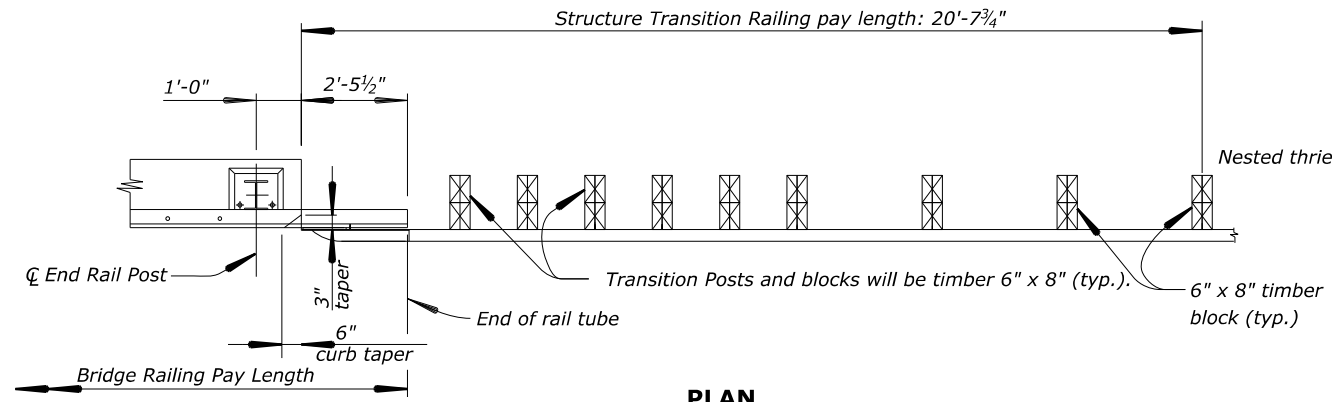 Structure Transition Railing pay length: 20'-7¾"
1'-0"
2'-5½"
Nested thrie
℄ End Rail Post
3"
taper
Transition Posts and blocks will be timber 6" x 8" (typ.).
6" x 8" timber
block (typ.)
End of rail tube
6"
curb taper
Bridge Railing Pay Length
PLAN